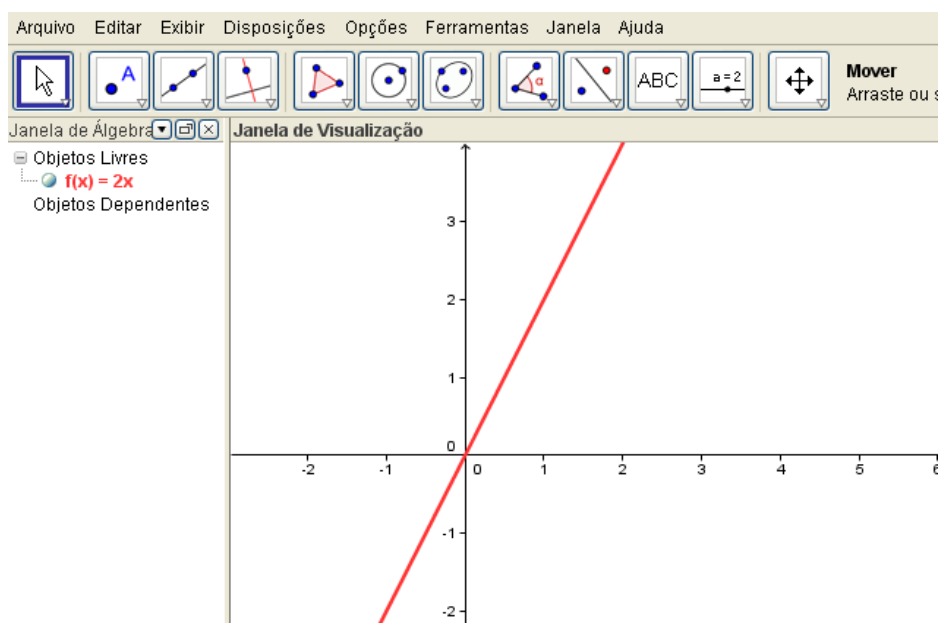 Arquivo Editar Exibir Disposições Opções Ferramentas Janela Ajuda
A
α
ABC
a = 2
Mover
Arraste ou s
Janela de Álgebra
Janela de Visualização
Objetos Livres
f(x) = 2x
Objetos Dependentes
3
2
1
0
-2 -1 0 1 2 3 4 5 6
-1
-2